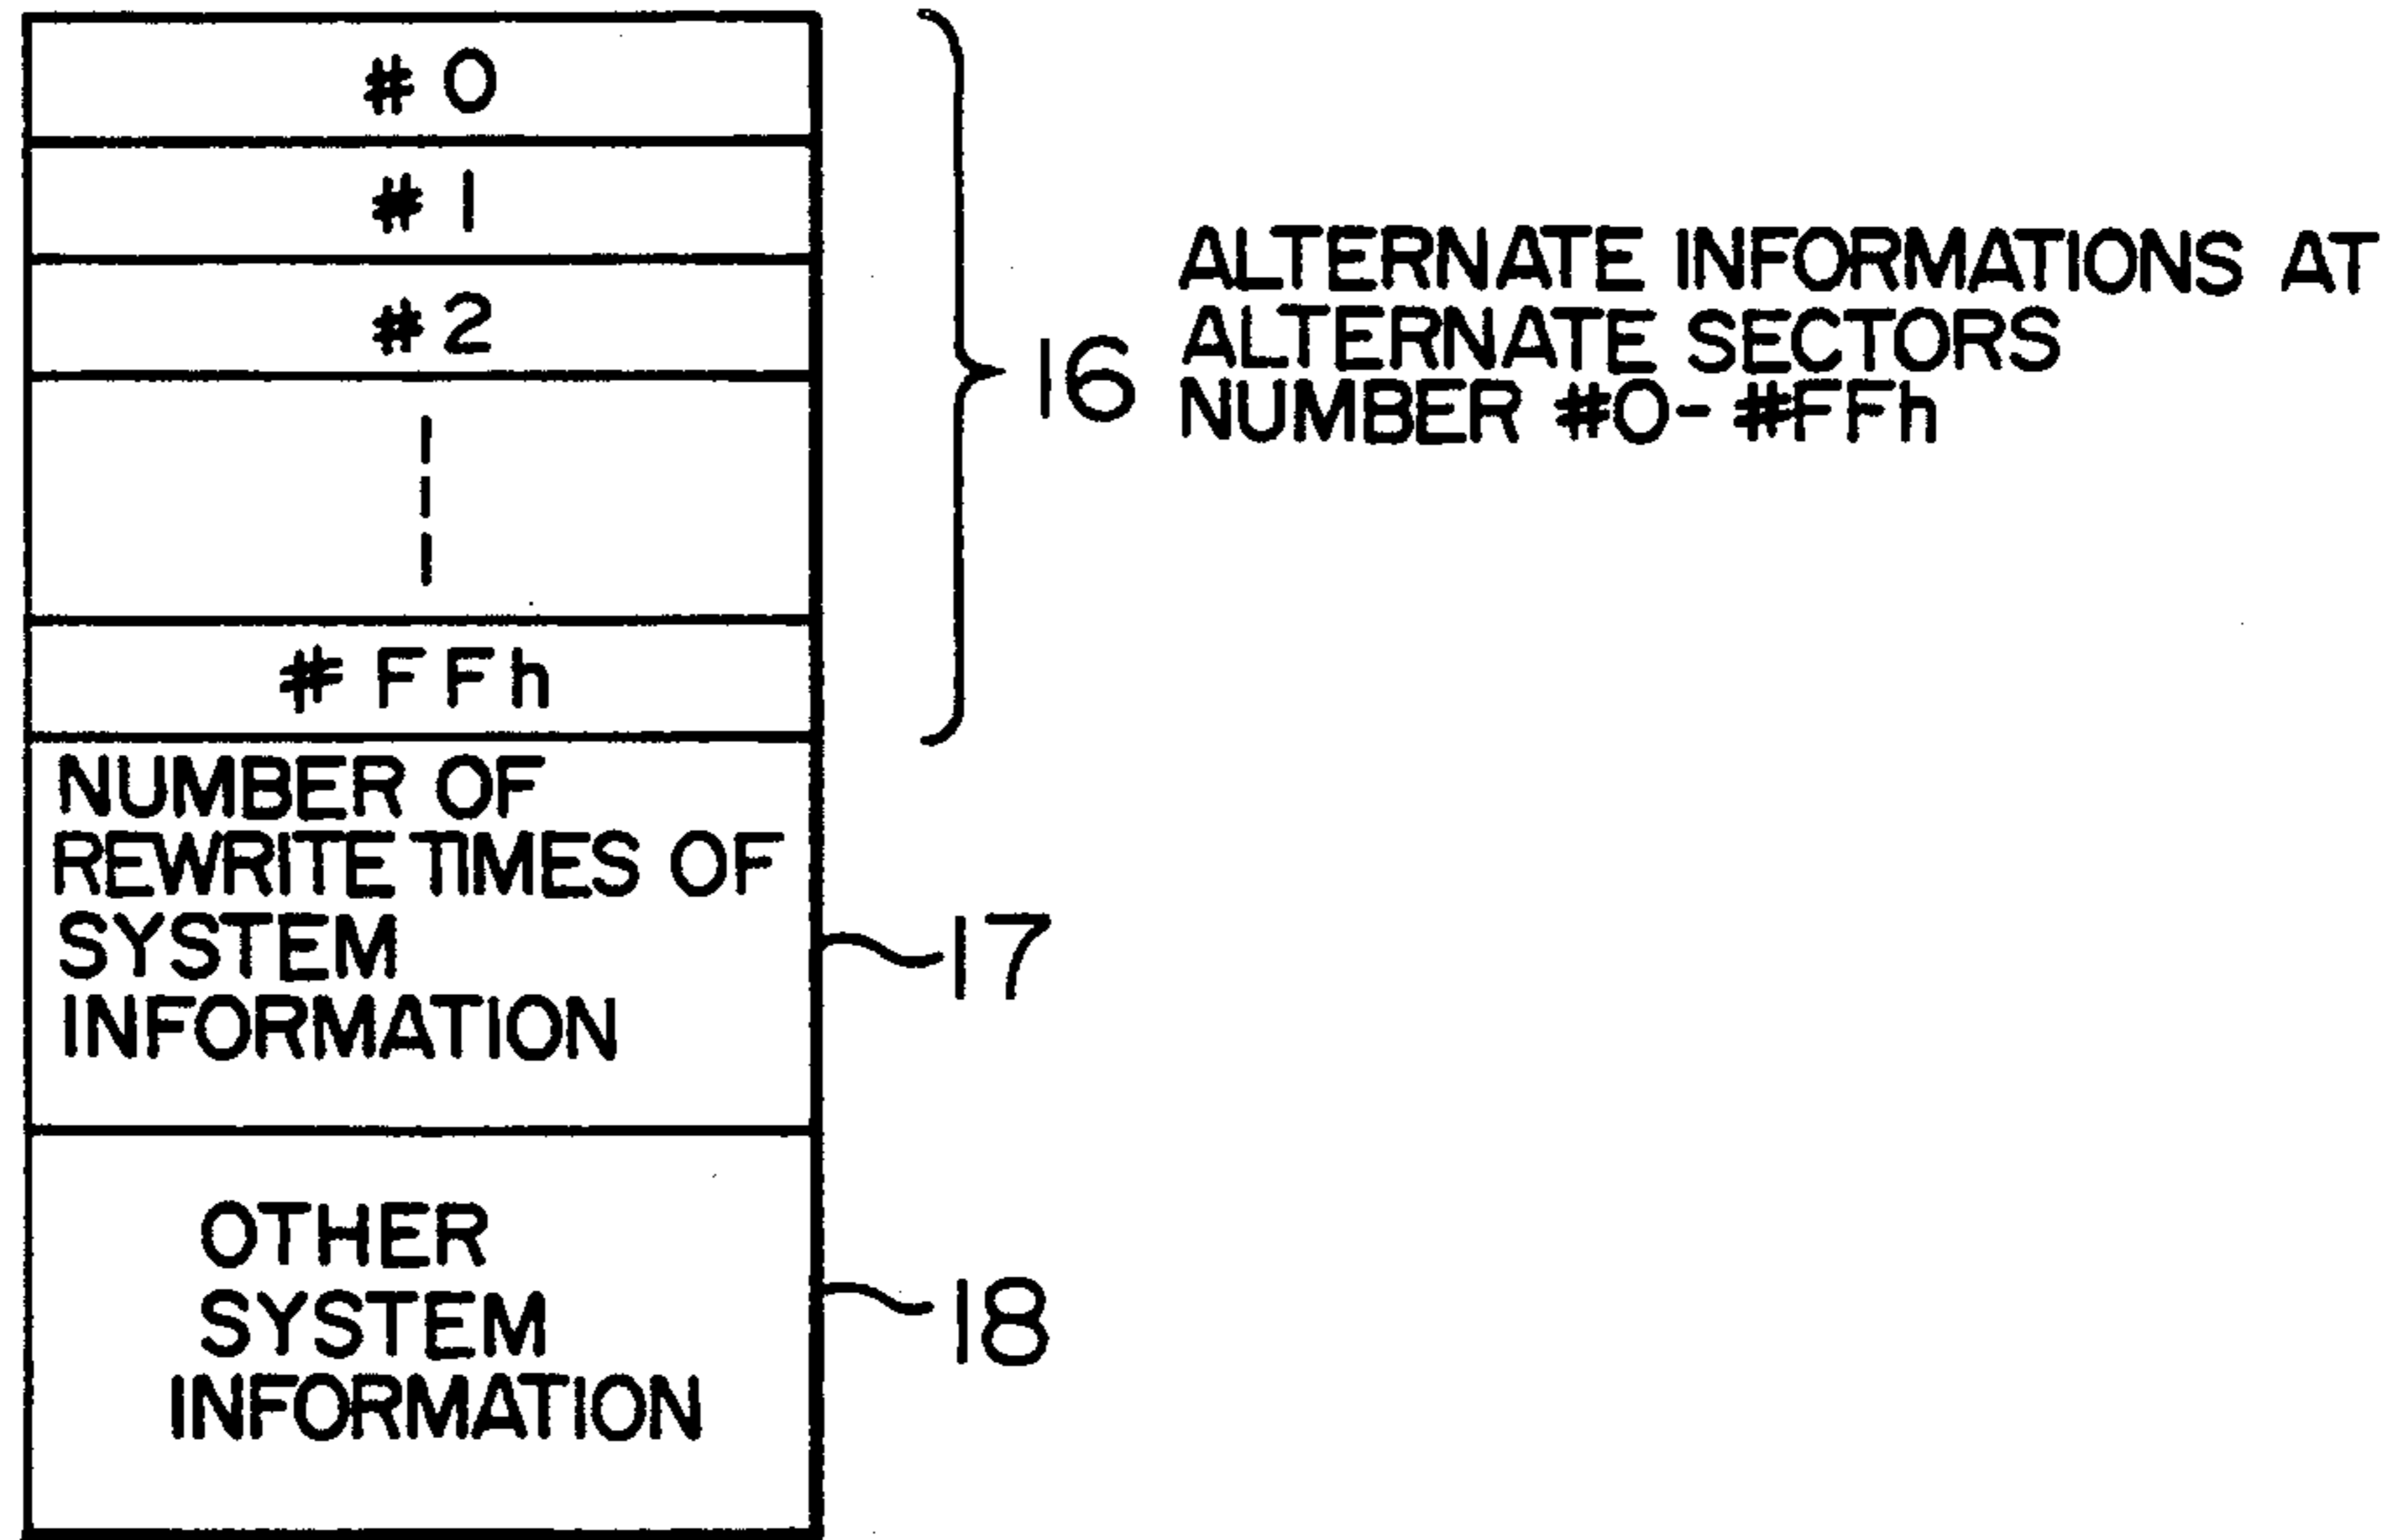 #0
#1
#2
#FFh
16
ALTERNATE INFORMATIONS AT
ALTERNATE SECTORS
NUMBER #0-#FFh
NUMBER OF
REWRITE TIMES OF
SYSTEM
INFORMATION
17
OTHER
SYSTEM
INFORMATION
18